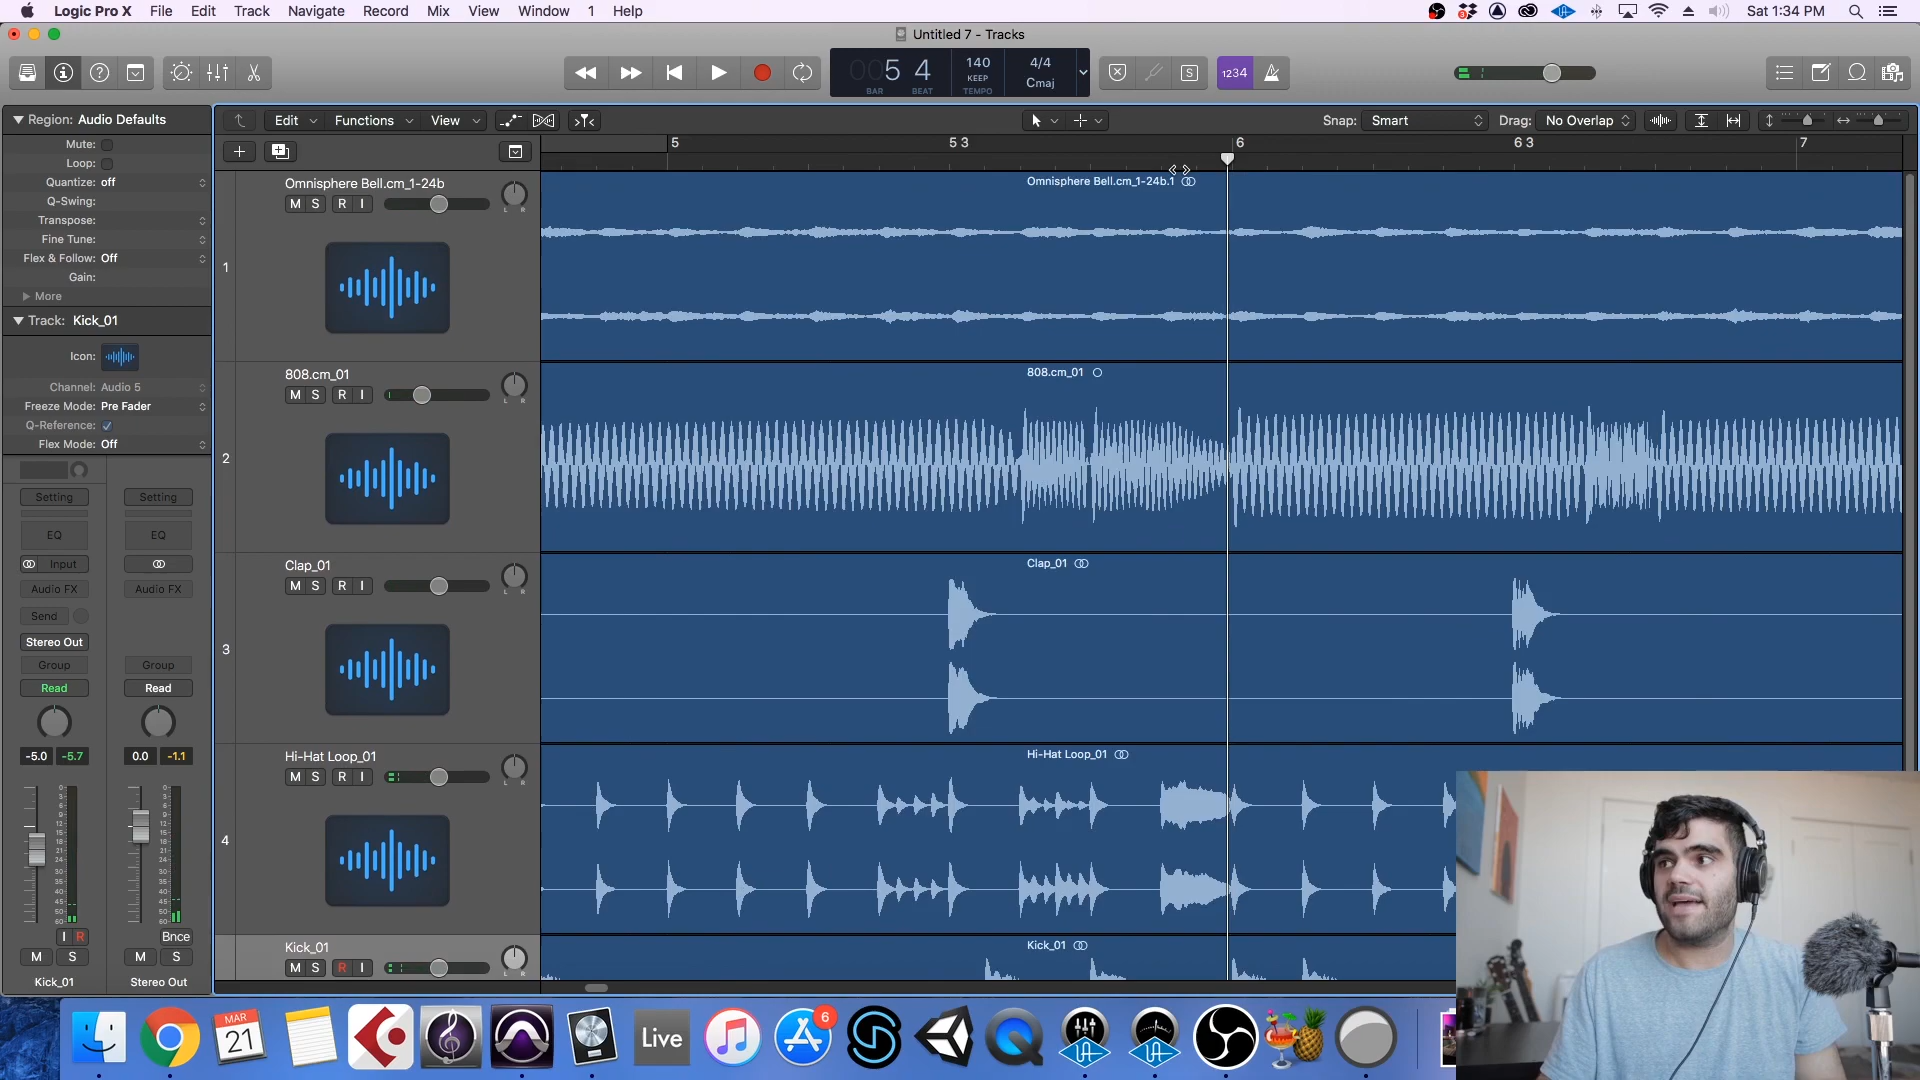 Logic Pro X File Edit Track Navigate Record Mix View Window 1 Help Sat 1:34 PM
Untitled 7 - Tracks
005 4 140 4/4
KEEP Cmaj
BAR BEAT TEMPO
S 1234
Region: Audio Defaults
Mute:
Loop:
Quantize: off
Q-Swing:
Transpose:
Fine Tune:
Flex & Follow: Off
Gain:
More
Track: Kick_01
Icon:
Channel: Audio 5
Freeze Mode: Pre Fader
Q-Reference:
Flex Mode: Off
Setting Setting
EQ EQ
Input
Audio FX Audio FX
Send
Stereo Out
Group Group
Read Read
-5.0 -5.7 0.0 -1.1
I R Bnce
M S M S
Kick_01 Stereo Out
Edit Functions View Snap: Smart Drag: No Overlap
5 5 3 6 6 3 7
Omnisphere Bell.cm_1-24b
M S R I
L R
1
Omnisphere Bell.cm_1-24b.1
808.cm_01
M S R I
L R
2
808.cm_01
Clap_01
M S R I
L R
3
Clap_01
Hi-Hat Loop_01
M S R I
L R
4
Hi-Hat Loop_01
Kick_01
M S R I
L R
Kick_01
MAR
21
Live
6